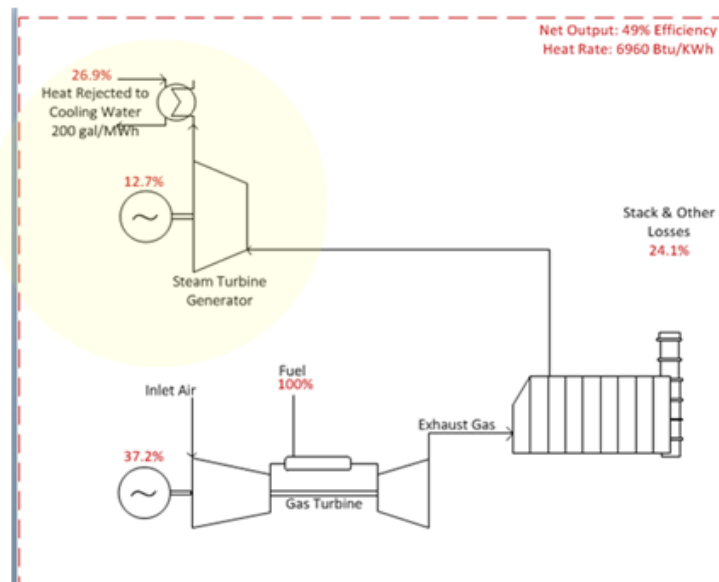 Net Output: 49% Efficiency
Heat Rate: 6960 Btu/KWh
26.9%
Heat Rejected to
Cooling Water
200 gal/MWh
12.7%
Steam Turbine
Generator
Stack & Other
Losses
24.1%
Fuel
100%
Inlet Air
Exhaust Gas
37.2%
Gas Turbine